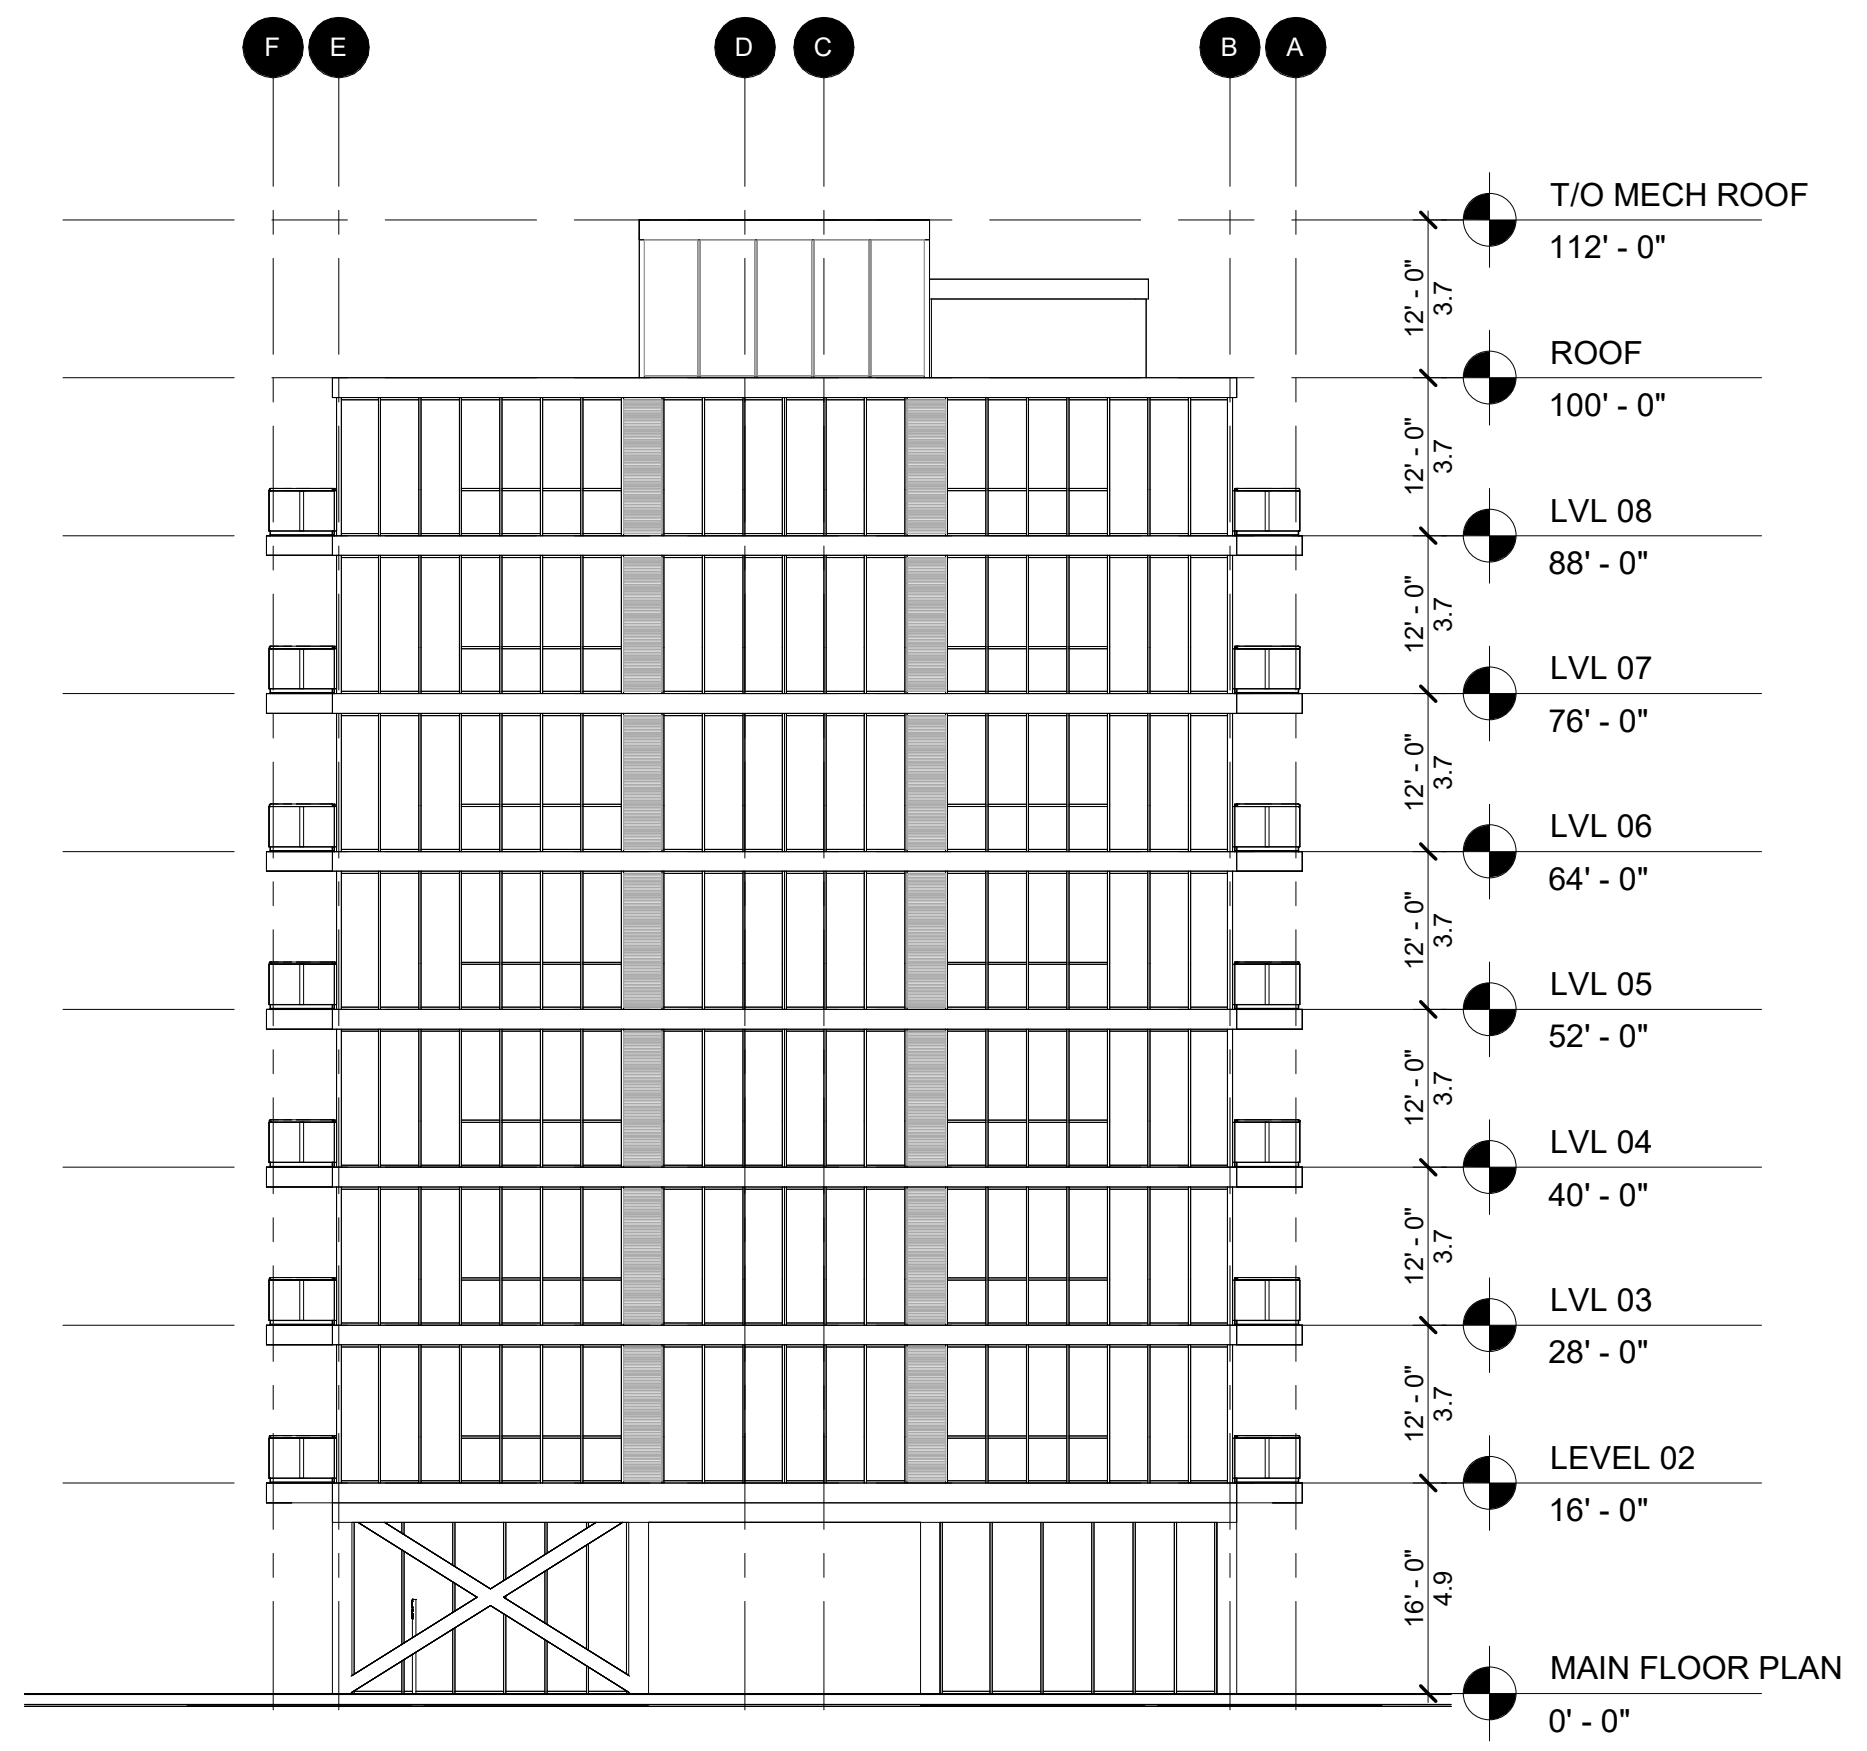 F E D C B A
T/O MECH ROOF
112' - 0"
12' - 0"
3.7
ROOF
100' - 0"
12' - 0"
3.7
LVL 08
88' - 0"
12' - 0"
3.7
LVL 07
76' - 0"
12' - 0"
3.7
LVL 06
64' - 0"
12' - 0"
3.7
LVL 05
52' - 0"
12' - 0"
3.7
LVL 04
40' - 0"
12' - 0"
3.7
LVL 03
28' - 0"
12' - 0"
3.7
LEVEL 02
16' - 0"
16' - 0"
4.9
MAIN FLOOR PLAN
0' - 0"